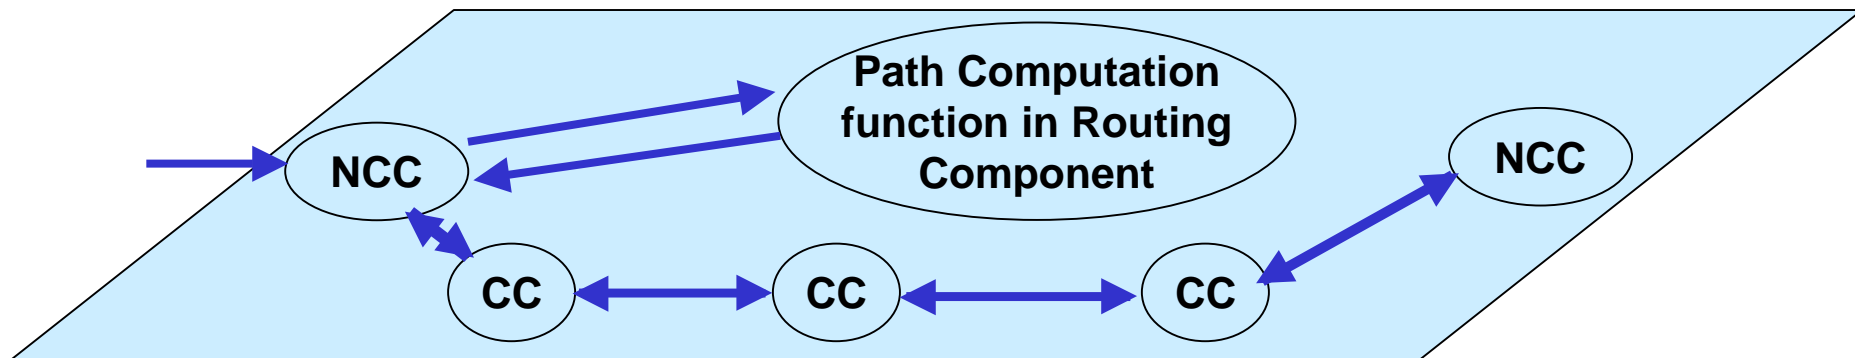 Path Computation
function in Routing
Component
NCC
NCC
CC
CC
CC